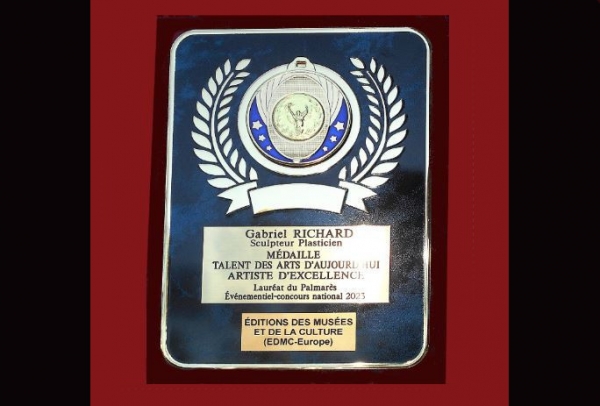 Gabriel RICHARD
Sculpteur Plasticien
MÉDAILLE
TALENT DES ARTS D'AUJOURD'HUI
ARTISTE D'EXCELLENCE
Lauréat du Palmarès
Événementiel-concours national 2023
ÉDITIONS DES MUSÉES
ET DE LA CULTURE
(EDMC-Europe)